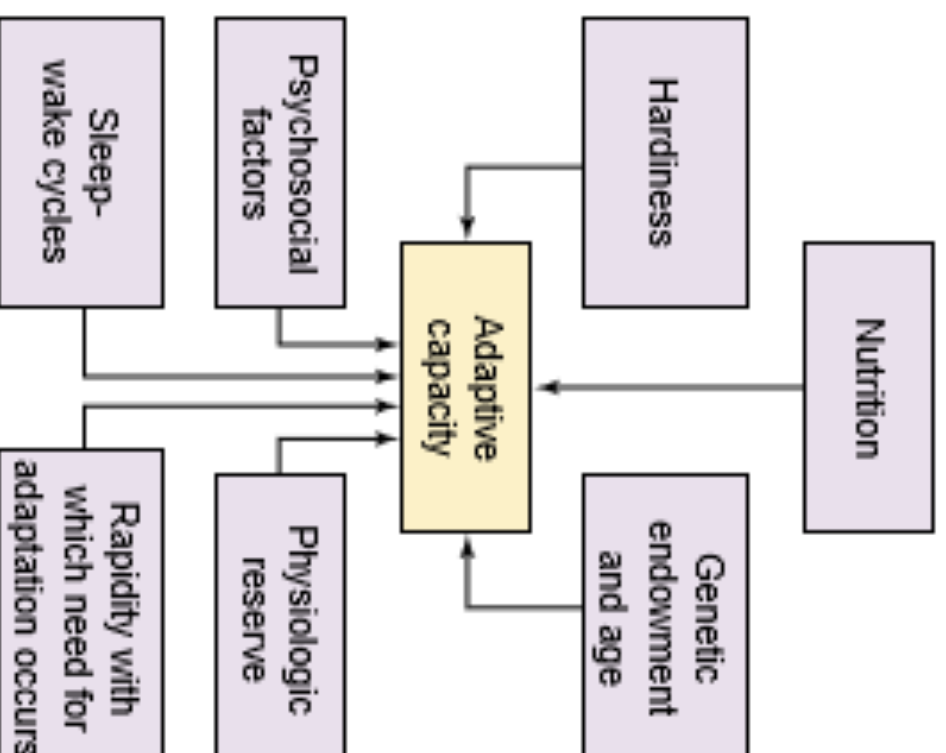 Nutrition
Hardiness
Genetic
endowment
and age
Adaptive
capacity
Psychosocial
factors
Physiologic
reserve
Sleep-
wake cycles
Rapidity with
which need for
adaptation occurs